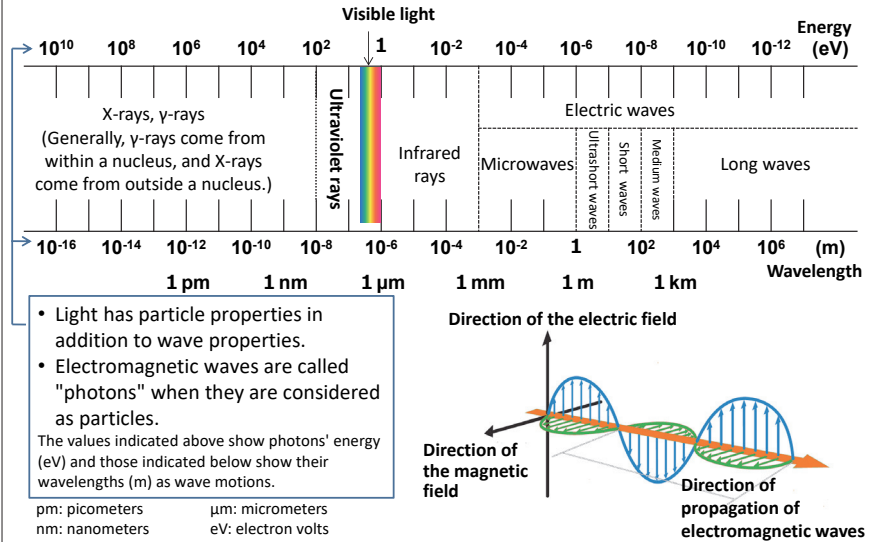 Visible light
10¹⁰ 10⁸ 10⁶ 10⁴ 10² 1 10⁻² 10⁻⁴ 10⁻⁶ 10⁻⁸ 10⁻¹⁰ 10⁻¹² Energy
(eV)
X-rays, γ-rays
(Generally, γ-rays come from
within a nucleus, and X-rays
come from outside a nucleus.)
Ultraviolet rays
Infrared
rays
Electric waves
Microwaves
Ultrashort waves
Short waves
Medium waves
Long waves
10⁻¹⁶ 10⁻¹⁴ 10⁻¹² 10⁻¹⁰ 10⁻⁸ 10⁻⁶ 10⁻⁴ 10⁻² 1 10² 10⁴ 10⁶ (m)
Wavelength
1 pm 1 nm 1 μm 1 mm 1 m 1 km
• Light has particle properties in
addition to wave properties.
• Electromagnetic waves are called
"photons" when they are considered
as particles.
The values indicated above show photons' energy
(eV) and those indicated below show their
wavelengths (m) as wave motions.
pm: picometers μm: micrometers
nm: nanometers eV: electron volts
Direction of the electric field
Direction of
the magnetic
field
Direction of
propagation of
electromagnetic waves